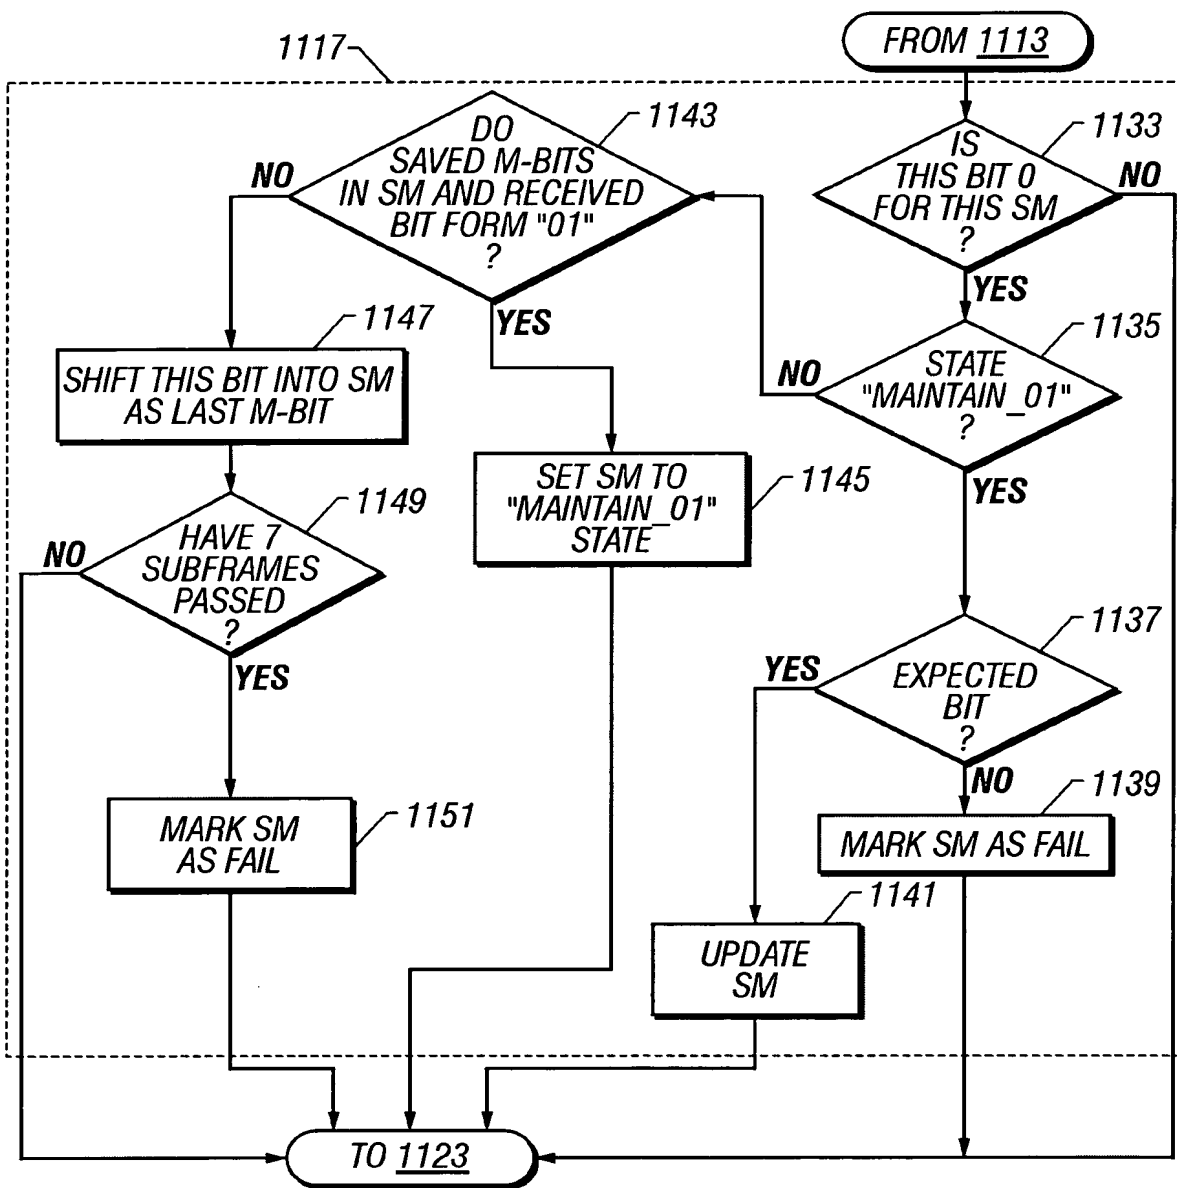 FROM 1113
1117
1133
IS
THIS BIT 0
FOR THIS SM
?
NO
YES
1143
DO
SAVED M-BITS
IN SM AND RECEIVED
BIT FORM "01"
?
NO
YES
1135
STATE
"MAINTAIN_01"
?
NO
YES
1147
SHIFT THIS BIT INTO SM
AS LAST M-BIT
1145
SET SM TO
"MAINTAIN_01"
STATE
1149
HAVE 7
SUBFRAMES
PASSED
?
NO
YES
1137
EXPECTED
BIT
?
YES
NO
1151
MARK SM
AS FAIL
1139
MARK SM AS FAIL
1141
UPDATE
SM
TO 1123